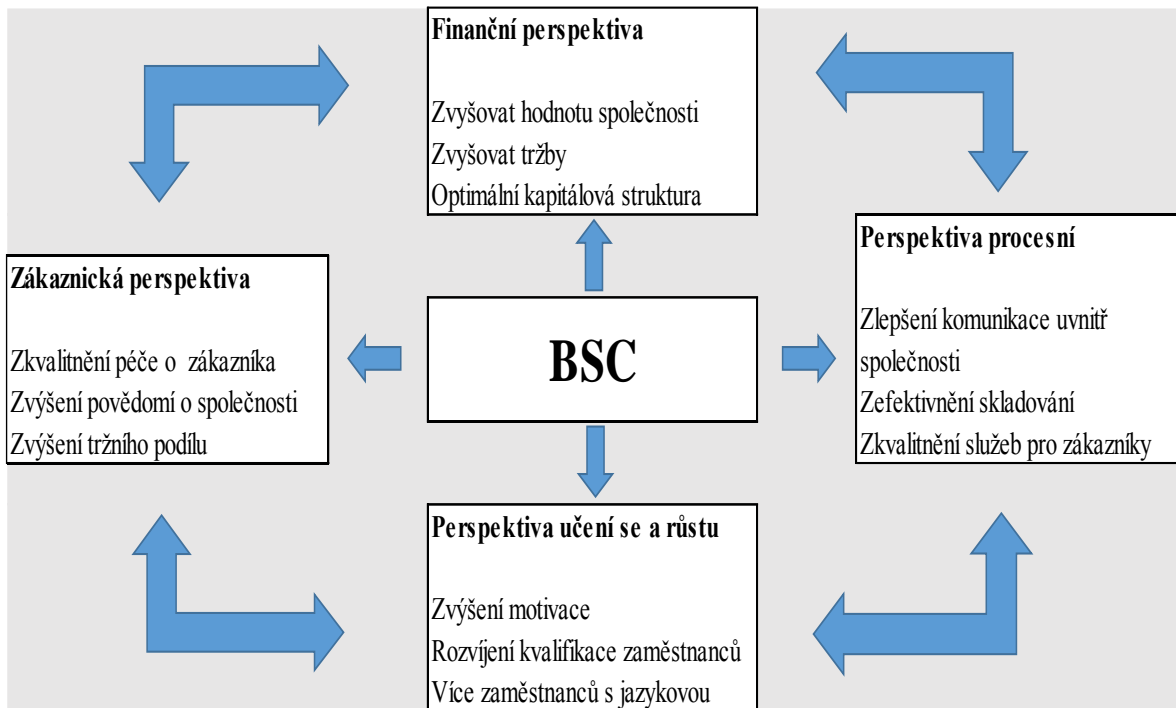 Finanční perspektiva
Zvyšovat hodnotu společnosti
Zvyšovat tržby
Optimální kapitálová struktura
Zákaznická perspektiva
Zkvalitnění péče o zákazníka
Zvýšení povědomí o společnosti
Zvýšení tržního podílu
BSC
Perspektiva procesní
Zlepšení komunikace uvnitř
společnosti
Zefektivnění skladování
Zkvalitnění služeb pro zákazníky
Perspektiva učení se a růstu
Zvýšení motivace
Rozvíjení kvalifikace zaměstnanců
Více zaměstnanců s jazykovou